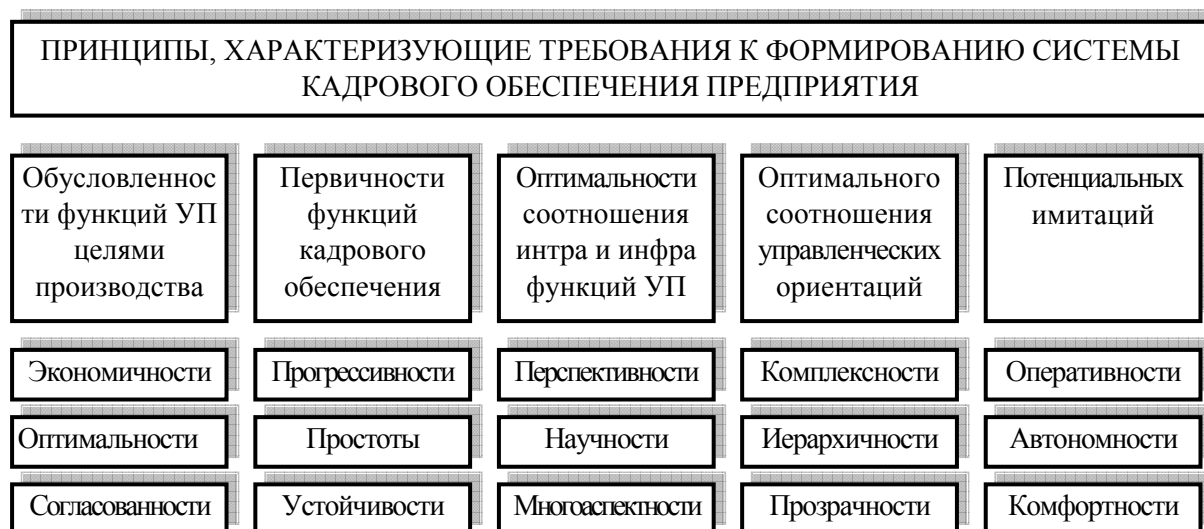 ПРИНЦИПЫ, ХАРАКТЕРИЗУЮЩИЕ ТРЕБОВАНИЯ К ФОРМИРОВАНИЮ СИСТЕМЫ
КАДРОВОГО ОБЕСПЕЧЕНИЯ ПРЕДПРИЯТИЯ
Обусловленнос
ти функций УП
целями
производства
Первичности
функций
кадрового
обеспечения
Оптимальности
соотношения
интра и инфра
функций УП
Оптимального
соотношения
управленческих
ориентаций
Потенциальных
имитаций
Экономичности
Прогрессивности
Перспективности
Комплексности
Оперативности
Оптимальности
Простоты
Научности
Иерархичности
Автономности
Согласованности
Устойчивости
Многоаспектности
Прозрачности
Комфортности